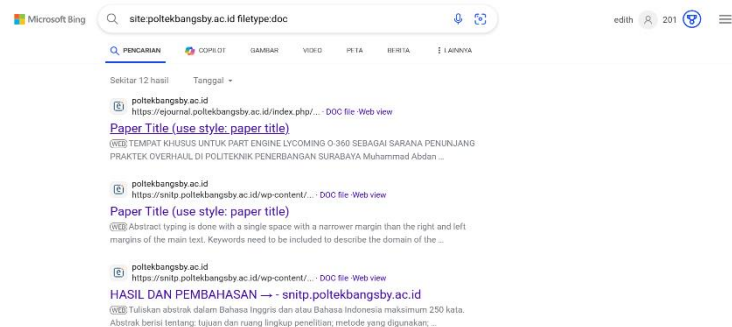 Microsoft Bing
site:poltekbangsby.ac.id filetype:doc
edith
201
PENCARIAN COPILOT GAMBAR VIDEO PETA BERITA LAINNYA
Sekitar 12 hasil Tanggal
poltekbangsby.ac.id
https://ejournal.poltekbangsby.ac.id/index.php/... · DOC file · Web view
Paper Title (use style: paper title)
WEB TEMPAT KHUSUS UNTUK PART ENGINE LYCOMING O-360 SEBAGAI SARANA PENUNJANG
PRAKTEK OVERHAUL DI POLITEKNIK PENERBANGAN SURABAYA Muhammad Abdan ...
poltekbangsby.ac.id
https://snitp.poltekbangsby.ac.id/wp-content/... · DOC file · Web view
Paper Title (use style: paper title)
WEB Abstract typing is done with a single space with a narrower margin than the right and left
margins of the main text. Keywords need to be included to describe the domain of the ...
poltekbangsby.ac.id
https://snitp.poltekbangsby.ac.id/wp-content/... · DOC file · Web view
HASIL DAN PEMBAHASAN → - snitp.poltekbangsby.ac.id
WEB Tuliskan abstrak dalam Bahasa Inggris dan atau Bahasa Indonesia maksimum 250 kata.
Abstrak berisi tentang: tujuan dan ruang lingkup penelitian; metode yang digunakan; ...